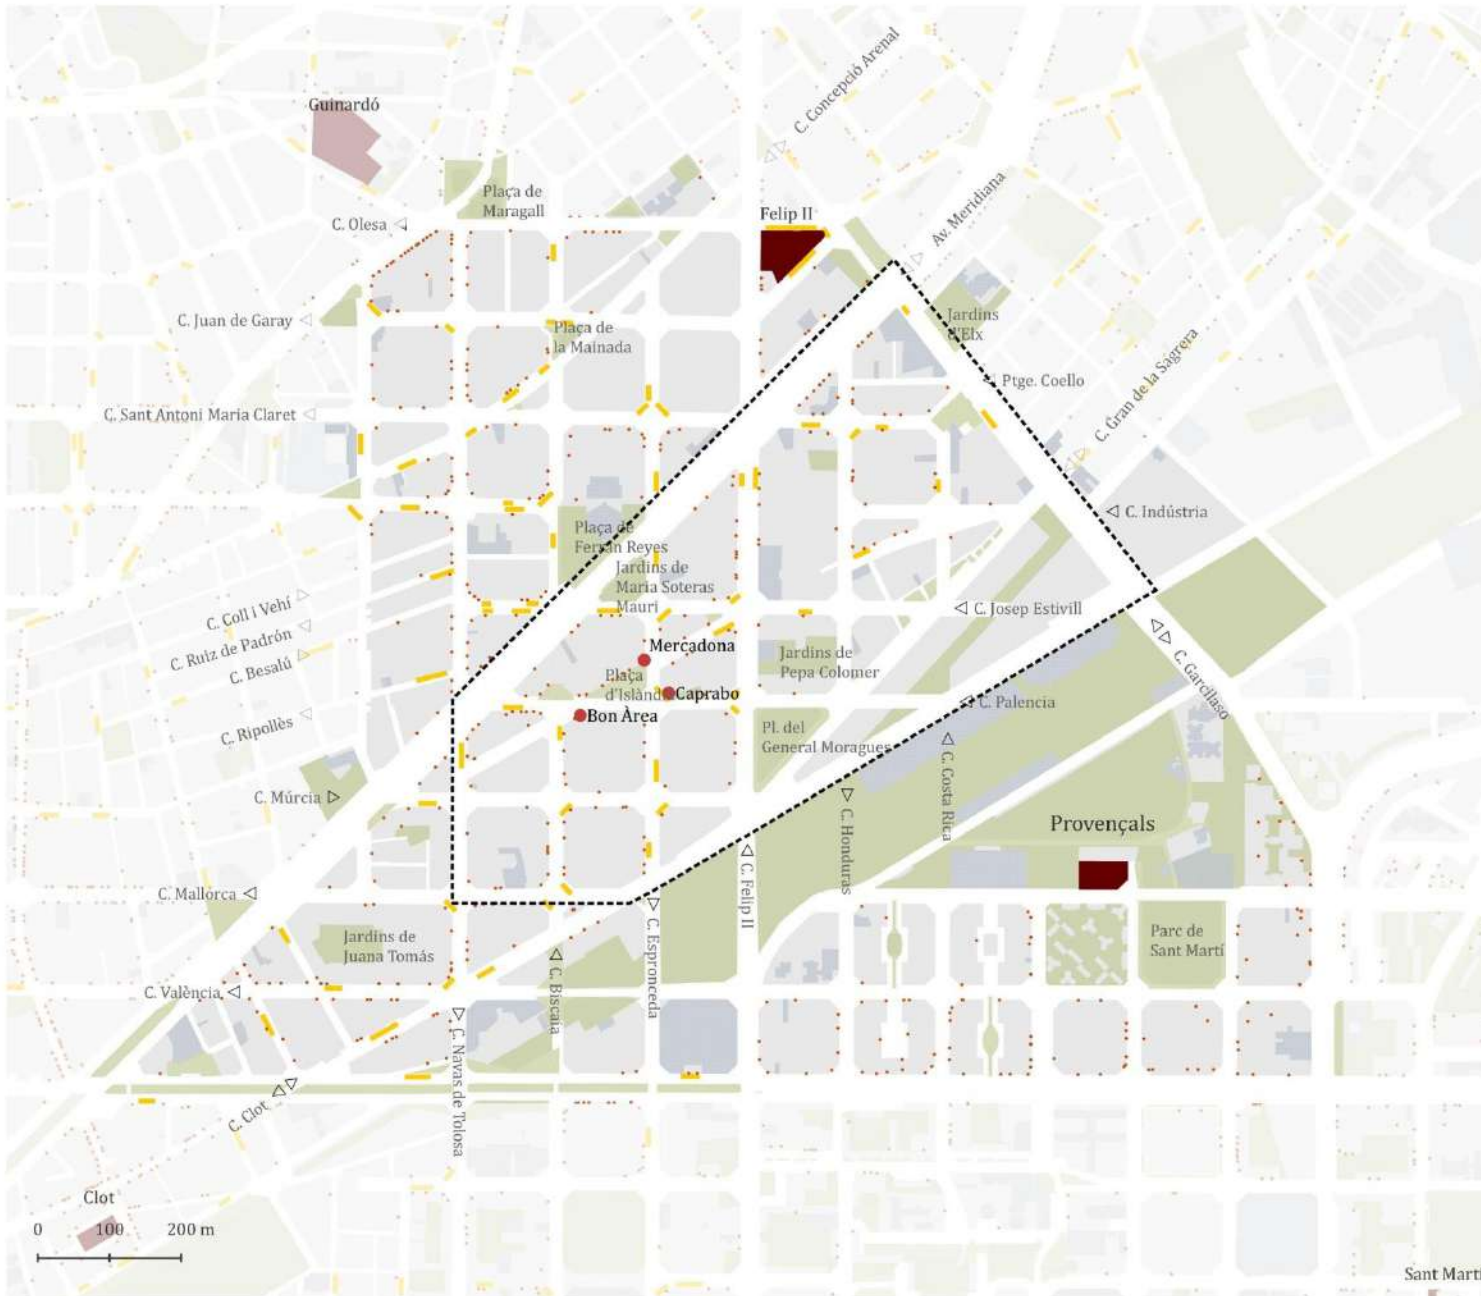 C. Concepció Arenal
Guinardó
Plaça de
Maragall
Felip II
C. Olesa
Av. Meridiana
C. Juan de Garay
Plaça de
la Mainada
Jardins
d'Elx
Ptge. Coello
C. Gran de la Sagrera
C. Sant Antoni Maria Claret
C. Indústria
Plaça de
Ferran Reyes
Jardins de
Maria Soteras
Mauri
C. Coll i Vehí
C. Ruiz de Padrón
C. Besalú
C. Ripollès
C. Josep Estivill
Mercadona
Plaça
d'Islàndia
Caprabo
Bon Àrea
Jardins de
Pepa Colomer
C. Garcilaso
C. Palencia
Pl. del
General Moragues
C. Múrcia
C. Costa Rica
C. Honduras
Provençals
C. Mallorca
C. Felip II
C. Espronceda
Jardins de
Juana Tomás
Parc de
Sant Martí
C. Biscaia
C. València
C. Navas de Tolosa
C. Clot
Clot
0 100 200 m
Sant Martí